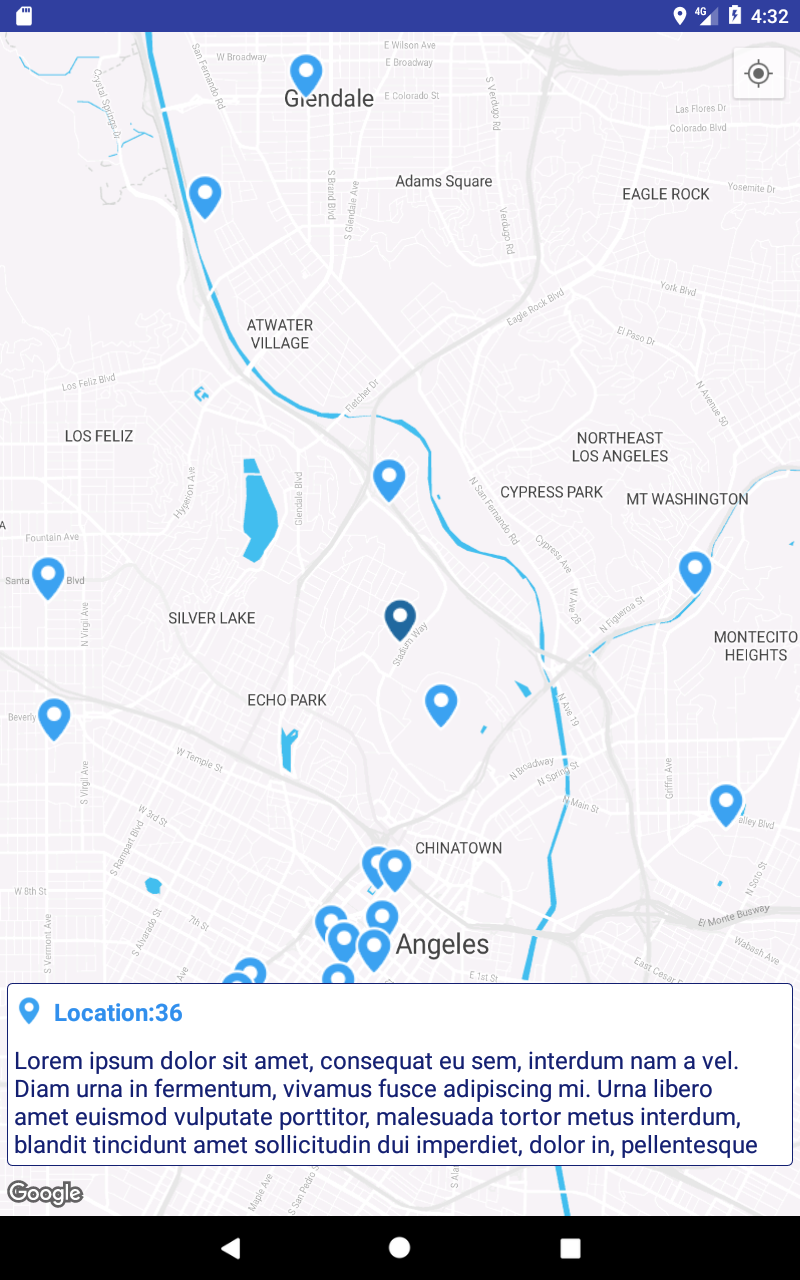 4G 4:32
E Wilson Ave
W Broadway
E Broadway
San Fernando Rd
Glendale
E Colorado St
Crystal Springs Dr
S Verdugo Rd
Las Flores Dr
Colorado Blvd
Adams Square
EAGLE ROCK
Yosemite Dr
S Brand Blvd
S Glendale Ave
Verdugo Rd
York Blvd
Eagle Rock Blvd
ATWATER
VILLAGE
El Paso Dr
Los Feliz Blvd
Fletcher Dr
N Avenue 50
LOS FELIZ
NORTHEAST
LOS ANGELES
Hyperion Ave
Glendale Blvd
N San Fernando Rd
CYPRESS PARK
MT WASHINGTON
A
Fountain Ave
Cypress Ave
Santa
Blvd
W Ave 28
N Figueroa St
N Virgil Ave
SILVER LAKE
Stadium Way
MONTECITO
HEIGHTS
ECHO PARK
N Ave 19
Beverly
W Temple St
N Broadway
N Spring St
S Virgil Ave
Griffin Ave
N Main St
W 3rd St
S Rampart Blvd
CHINATOWN
alley Blvd
N Soto St
W 8th St
7th St
S Alvarado St
S Vermont Ave
E
El Monte Busway
Angeles
Wabash Ave
E 1st St
East Cesar
Ave
Location:36
Lorem ipsum dolor sit amet, consequat eu sem, interdum nam a vel.
Diam urna in fermentum, vivamus fusce adipiscing mi. Urna libero
amet euismod vulputate porttitor, malesuada tortor metus interdum,
blandit tincidunt amet sollicitudin dui imperdiet, dolor in, pellentesque
Maple Ave
S San Pedro S
S Ala
Google